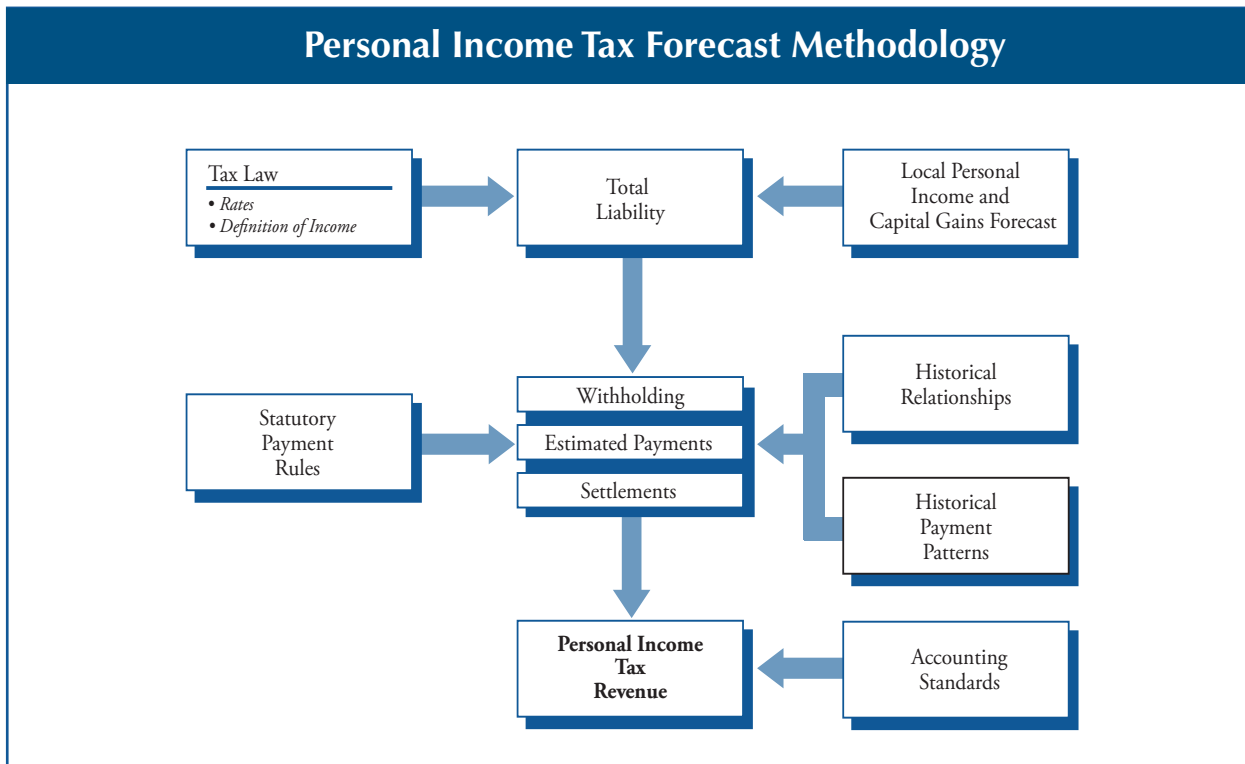 Personal Income Tax Forecast Methodology
Tax Law
• Rates
• Definition of Income
Total
Liability
Local Personal
Income and
Capital Gains Forecast
Statutory
Payment
Rules
Withholding
Estimated Payments
Settlements
Historical
Relationships
Historical
Payment
Patterns
Personal Income
Tax
Revenue
Accounting
Standards